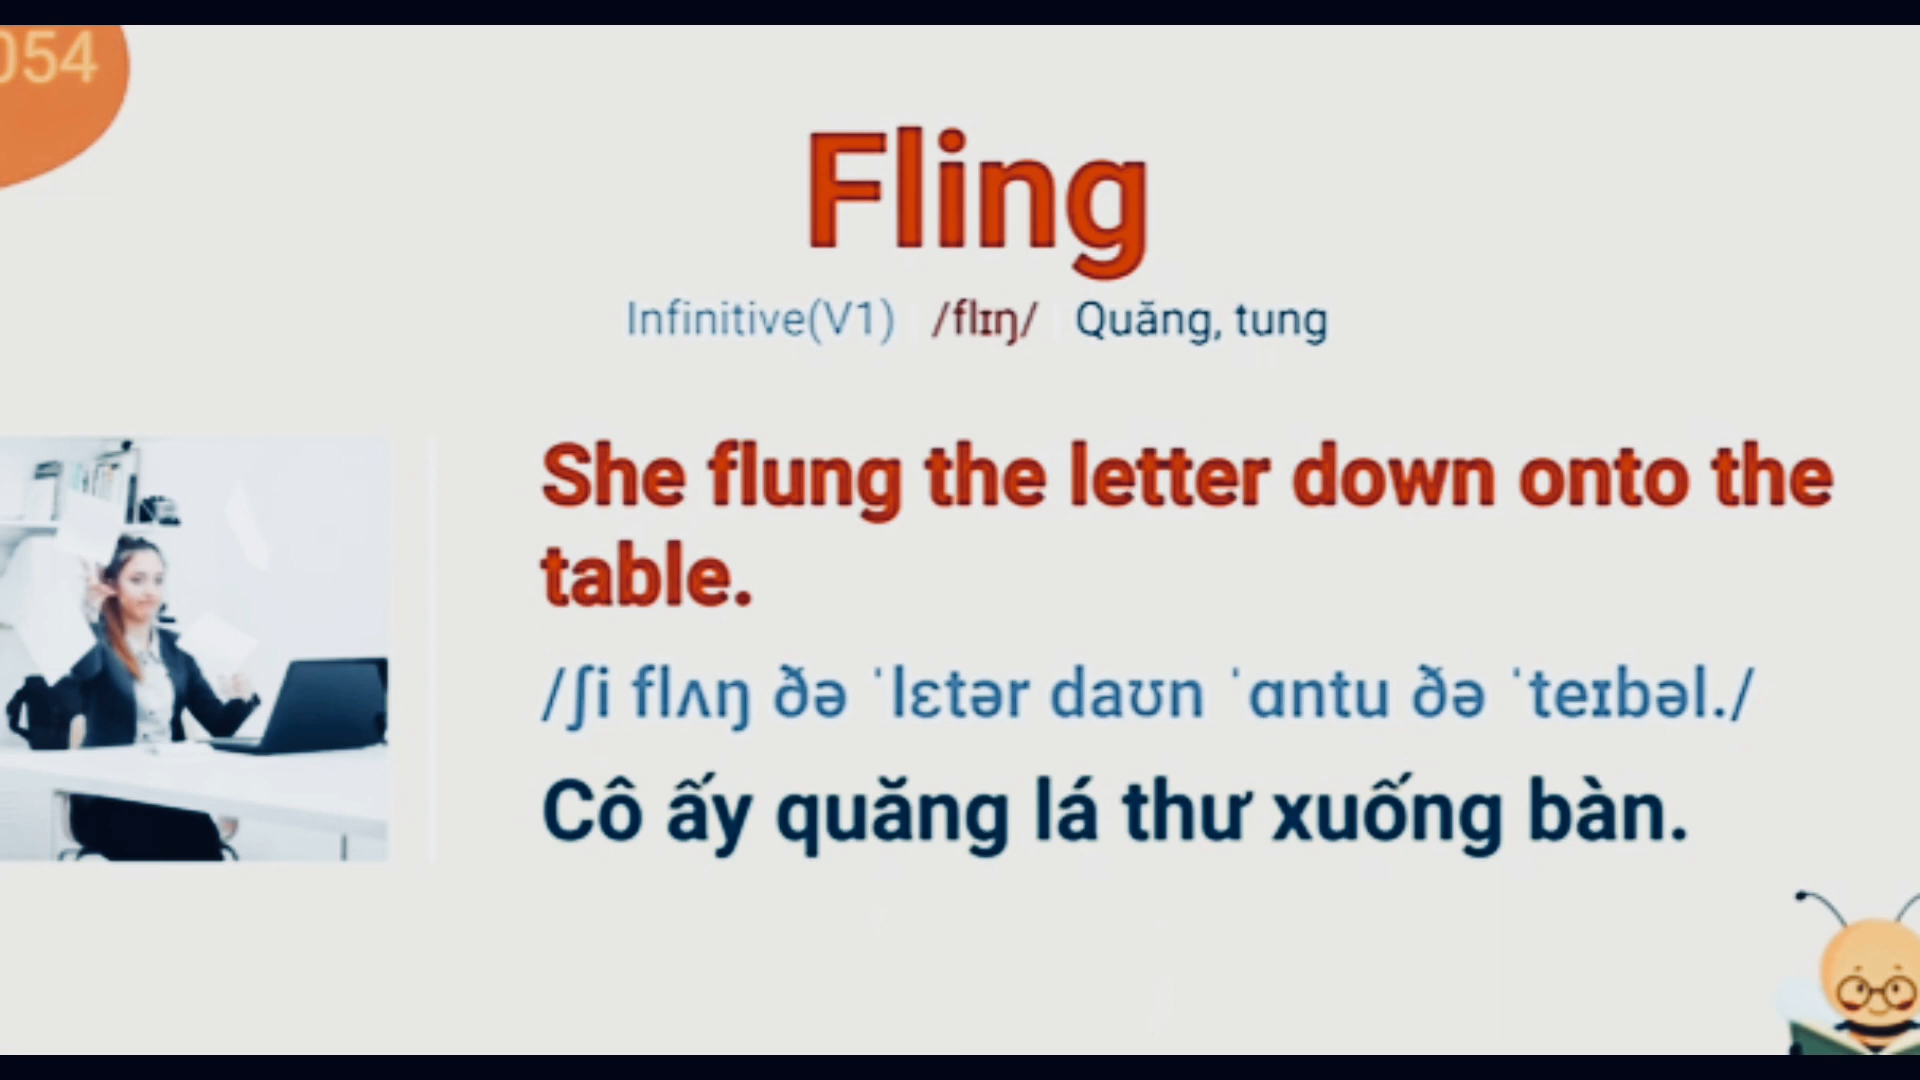 054
Fling
Infinitive(V1) /flɪŋ/ Quăng, tung
She flung the letter down onto the
table.
/ʃi flʌŋ ðə ˈlɛtər daʊn ˈɑntu ðə ˈteɪbəl./
Cô ấy quăng lá thư xuống bàn.